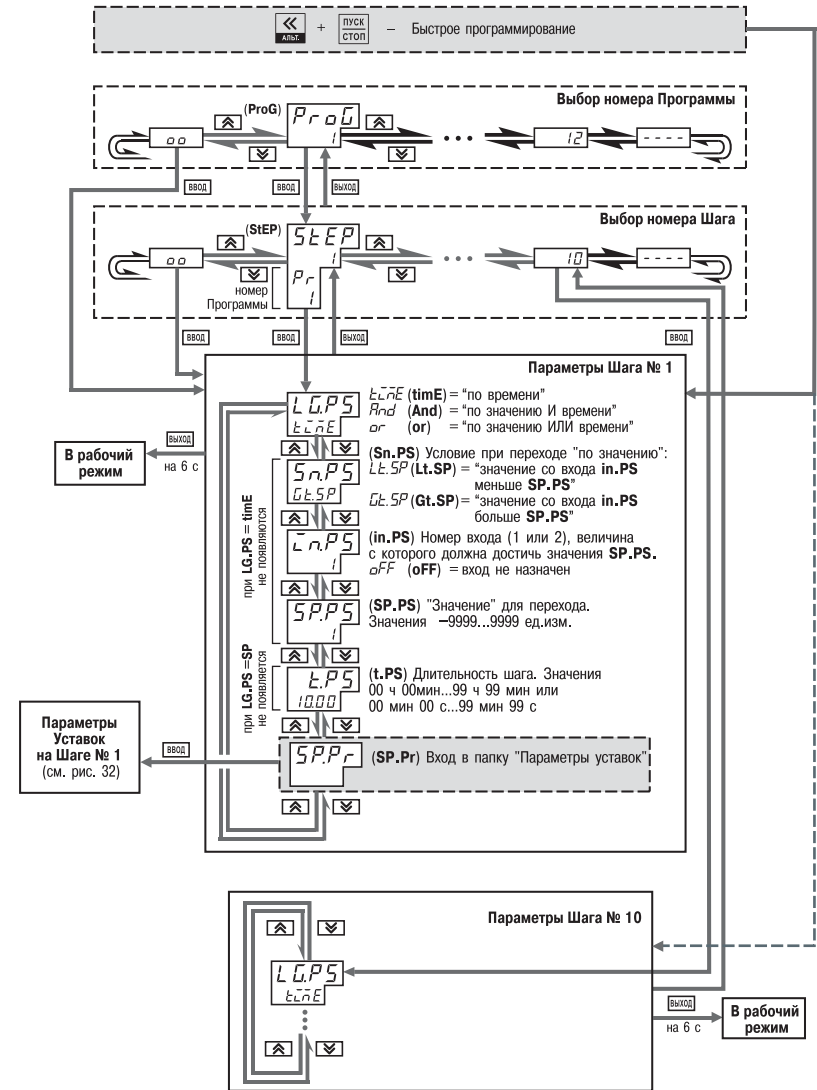 АЛЬТ. + ПУСК СТОП – Быстрое программирование
Выбор номера Программы
(ProG)
ProG
oo
1
12
- - - -
ВВОД
ВВОД
ВЫХОД
Выбор номера Шага
(StEP)
StEP
oo
1
10
- - - -
Pr
1
номер
Программы
ВВОД
ВВОД
ВЫХОД
ВВОД
Параметры Шага № 1
LG.PS
timE
timE (timE) = “по времени”
And (And) = “по значению И времени”
or (or) = “по значению ИЛИ времени”
ВЫХОД
на 6 с
В рабочий
режим
при LG.PS = timE
не появляются
Sn.PS
Gt.SP
(Sn.PS) Условие при переходе "по значению":
Lt.SP (Lt.SP) = “значение со входа in.PS
меньше SP.PS”
Gt.SP (Gt.SP) = “значение со входа in.PS
больше SP.PS”
in.PS
1
(in.PS) Номер входа (1 или 2), величина
с которого должна достичь значения SP.PS.
oFF (oFF) = вход не назначен
SP.PS
1
(SP.PS) "Значение" для перехода.
Значения –9999...9999 ед.изм.
при LG.PS =SP
не появляется
t.PS
10.00
(t.PS) Длительность шага. Значения
00 ч 00мин...99 ч 99 мин или
00 мин 00 с...99 мин 99 с
SP.Pr
(SP.Pr) Вход в папку "Параметры уставок"
ВВОД
Параметры
Уставок
на Шаге № 1
(см. рис. 32)
Параметры Шага № 10
LG.PS
timE
ВЫХОД
на 6 с
В рабочий
режим